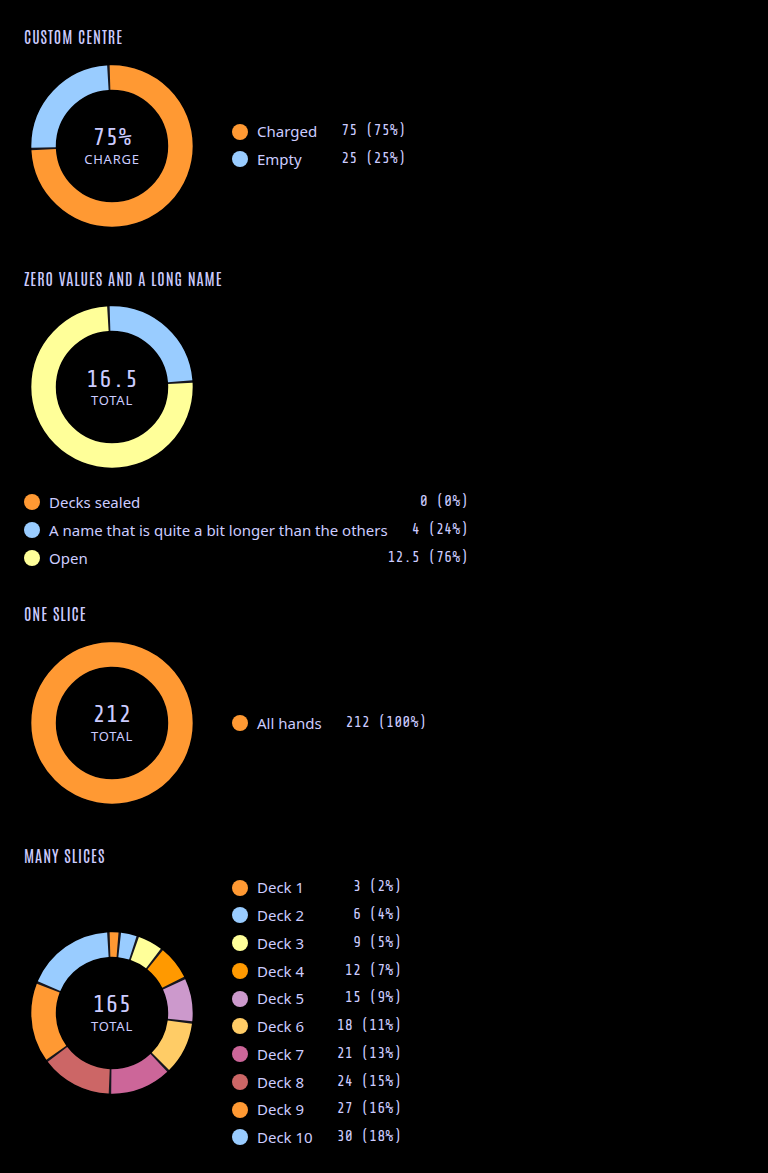 CUSTOM CENTRE
75%
CHARGE
Charged 75 (75%)
Empty 25 (25%)
ZERO VALUES AND A LONG NAME
16.5
TOTAL
Decks sealed 0 (0%)
A name that is quite a bit longer than the others 4 (24%)
Open 12.5 (76%)
ONE SLICE
212
TOTAL
All hands 212 (100%)
MANY SLICES
165
TOTAL
Deck 1 3 (2%)
Deck 2 6 (4%)
Deck 3 9 (5%)
Deck 4 12 (7%)
Deck 5 15 (9%)
Deck 6 18 (11%)
Deck 7 21 (13%)
Deck 8 24 (15%)
Deck 9 27 (16%)
Deck 10 30 (18%)